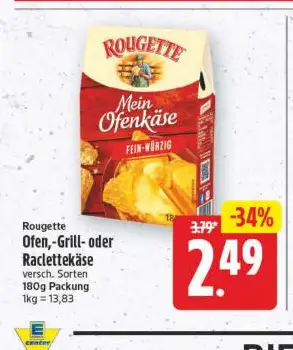 ROUGETTE
Mein
Ofenkäse
FEIN-WÜRZIG
Rougette
Ofen,-Grill- oder
Raclettekäse
versch. Sorten
180g Packung
1kg = 13,83
3.79*
-34%
2.49
E
center